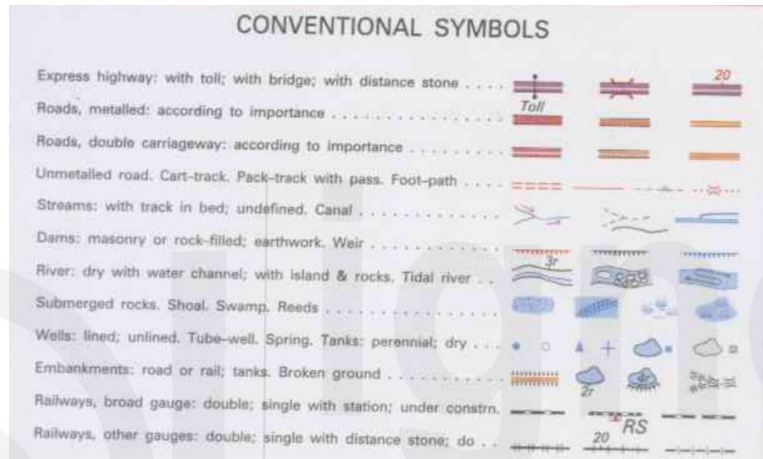 CONVENTIONAL SYMBOLS
Express highway: with toll; with bridge; with distance stone . . . . 20
Toll
Roads, metalled: according to importance . . . . . . . . . . . . . . . .
Roads, double carriageway: according to importance . . . . . . . .
Unmetalled road. Cart-track. Pack-track with pass. Foot-path . . . .
Streams: with track in bed; undefined. Canal . . . . . . . . . . . . .
Dams: masonry or rock-filled; earthwork. Weir . . . . . . . . . . . . .
3r
River: dry with water channel; with island & rocks. Tidal river . .
Submerged rocks. Shoal. Swamp. Reeds . . . . . . . . . . . . . . . .
Wells: lined; unlined. Tube-well. Spring. Tanks: perennial; dry . . .
Embankments: road or rail; tanks. Broken ground . . . . . . . . . .
2r
Railways, broad gauge: double; single with station; under constrn.
RS
Railways, other gauges: double; single with distance stone; do . .
20